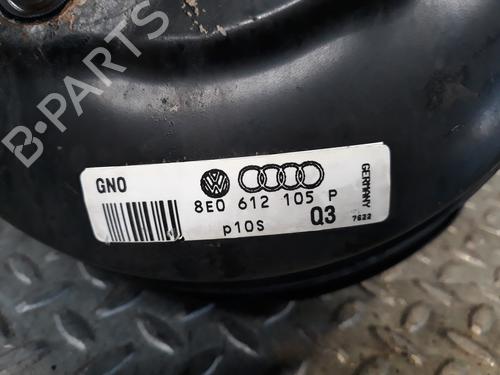 B-PARTS
GNO
8E0 612 105 P
p10s Q3
GERMANY
7622